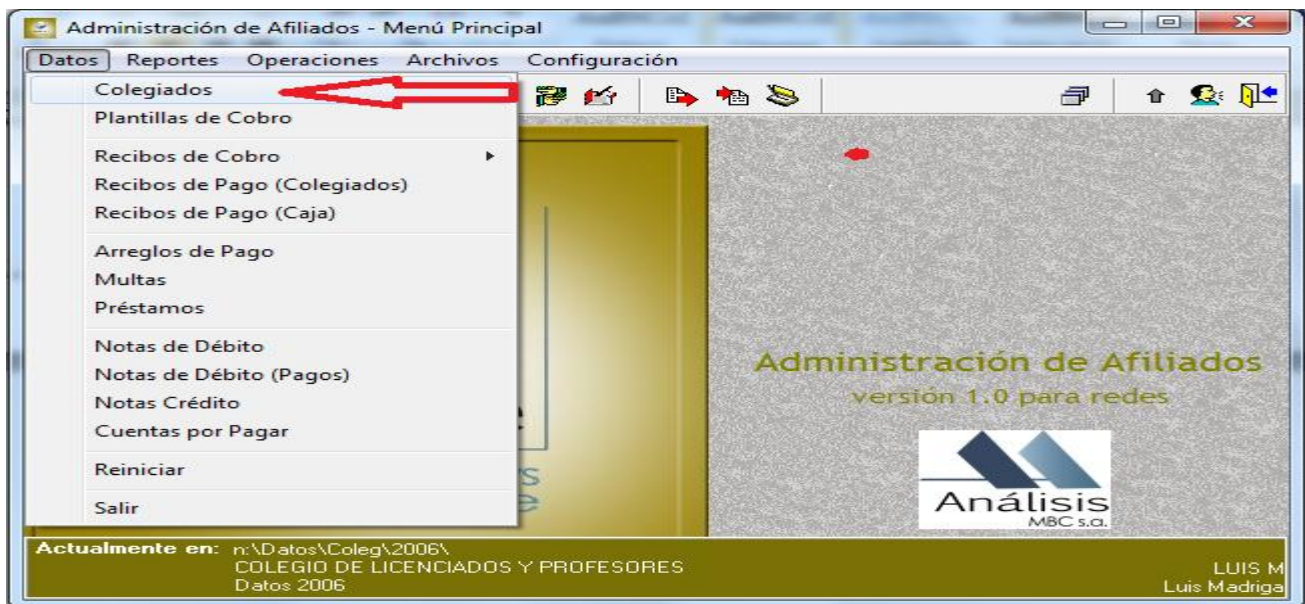 Administración de Afiliados - Menú Principal
Datos Reportes Operaciones Archivos Configuración
Colegiados
Plantillas de Cobro
Recibos de Cobro
Recibos de Pago (Colegiados)
Recibos de Pago (Caja)
Arreglos de Pago
Multas
Préstamos
Notas de Débito
Notas de Débito (Pagos)
Notas Crédito
Cuentas por Pagar
Reiniciar
Salir
Administración de Afiliados
versión 1.0 para redes
Análisis
MBC s.a.
Actualmente en: n:\Datos\Coleg\2006\
COLEGIO DE LICENCIADOS Y PROFESORES LUIS M
Datos 2006 Luis Madriga